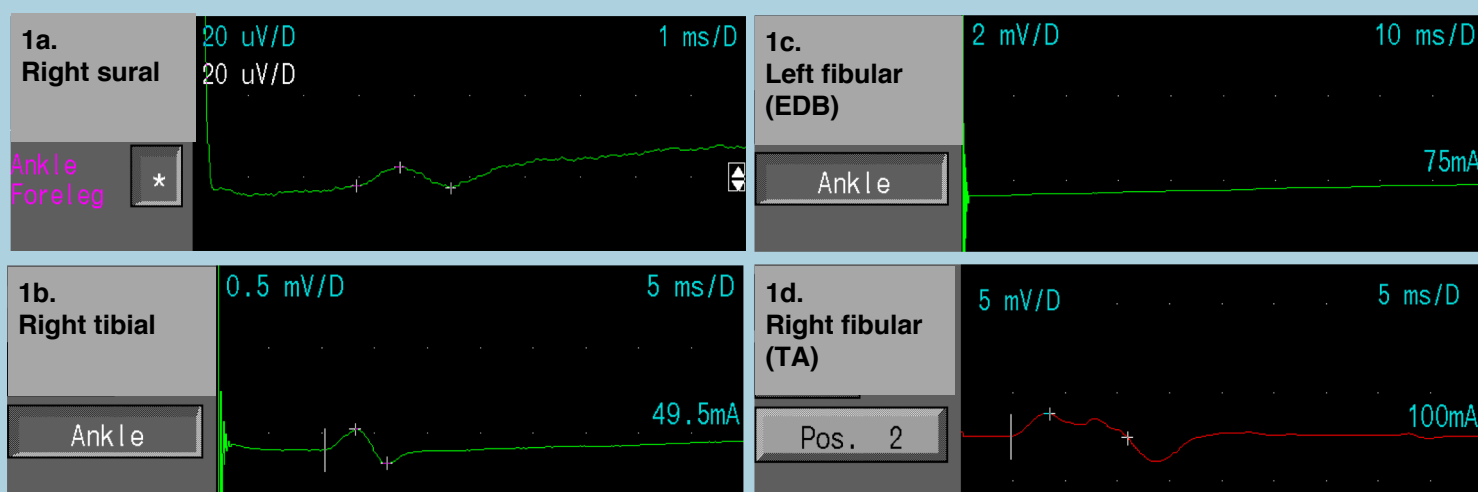 1a.
Right sural
20 uV/D
1 ms/D
20 uV/D
Ankle
Foreleg
*
1c.
Left fibular
(EDB)
2 mV/D
10 ms/D
75mA
Ankle
1b.
Right tibial
0.5 mV/D
5 ms/D
49.5mA
Ankle
1d.
Right fibular
(TA)
5 mV/D
5 ms/D
100mA
Pos. 2